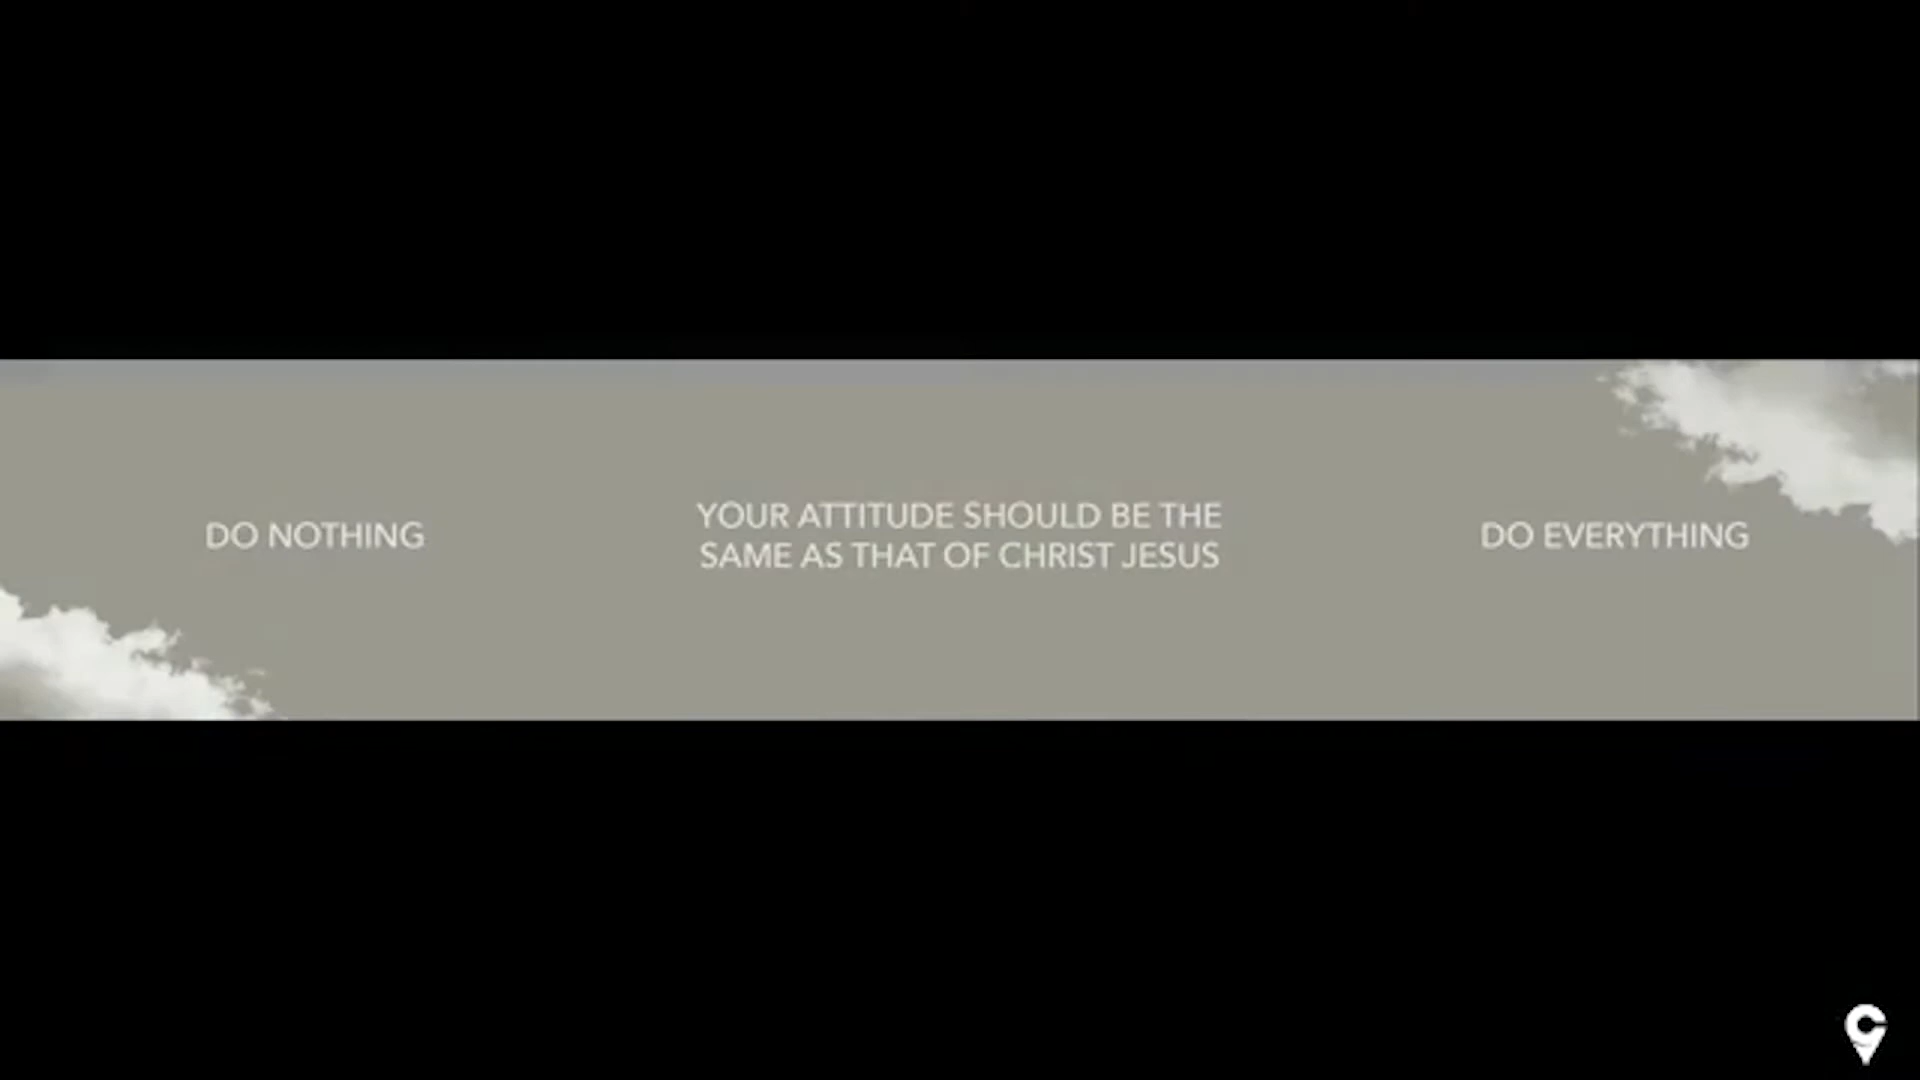 DO NOTHING
YOUR ATTITUDE SHOULD BE THE
SAME AS THAT OF CHRIST JESUS
DO EVERYTHING